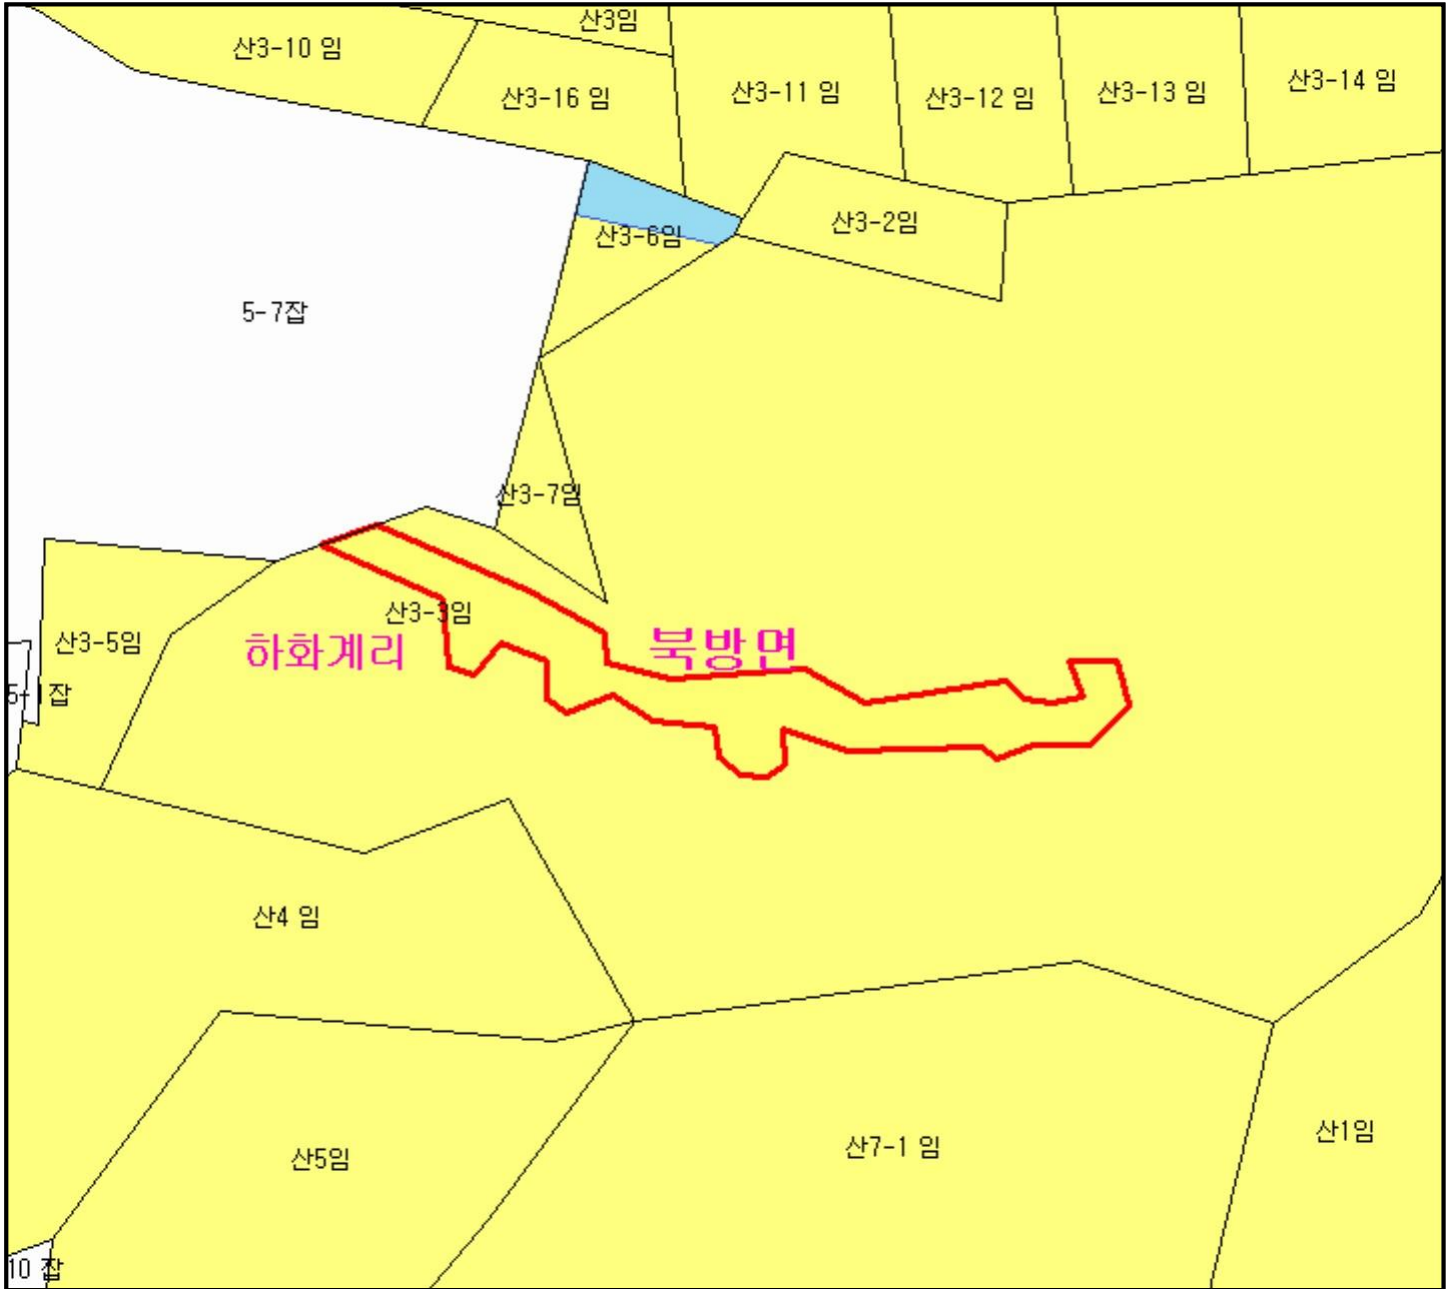 산3임
산3-10 임
산3-16 임
산3-11 임
산3-12 임
산3-13 임
산3-14 임
산3-6임
산3-2임
5-7잡
산3-7임
산3-3임
산3-5임
하화계리
북방면
5-1잡
산4 임
산5임
산7-1 임
산1임
10 잡